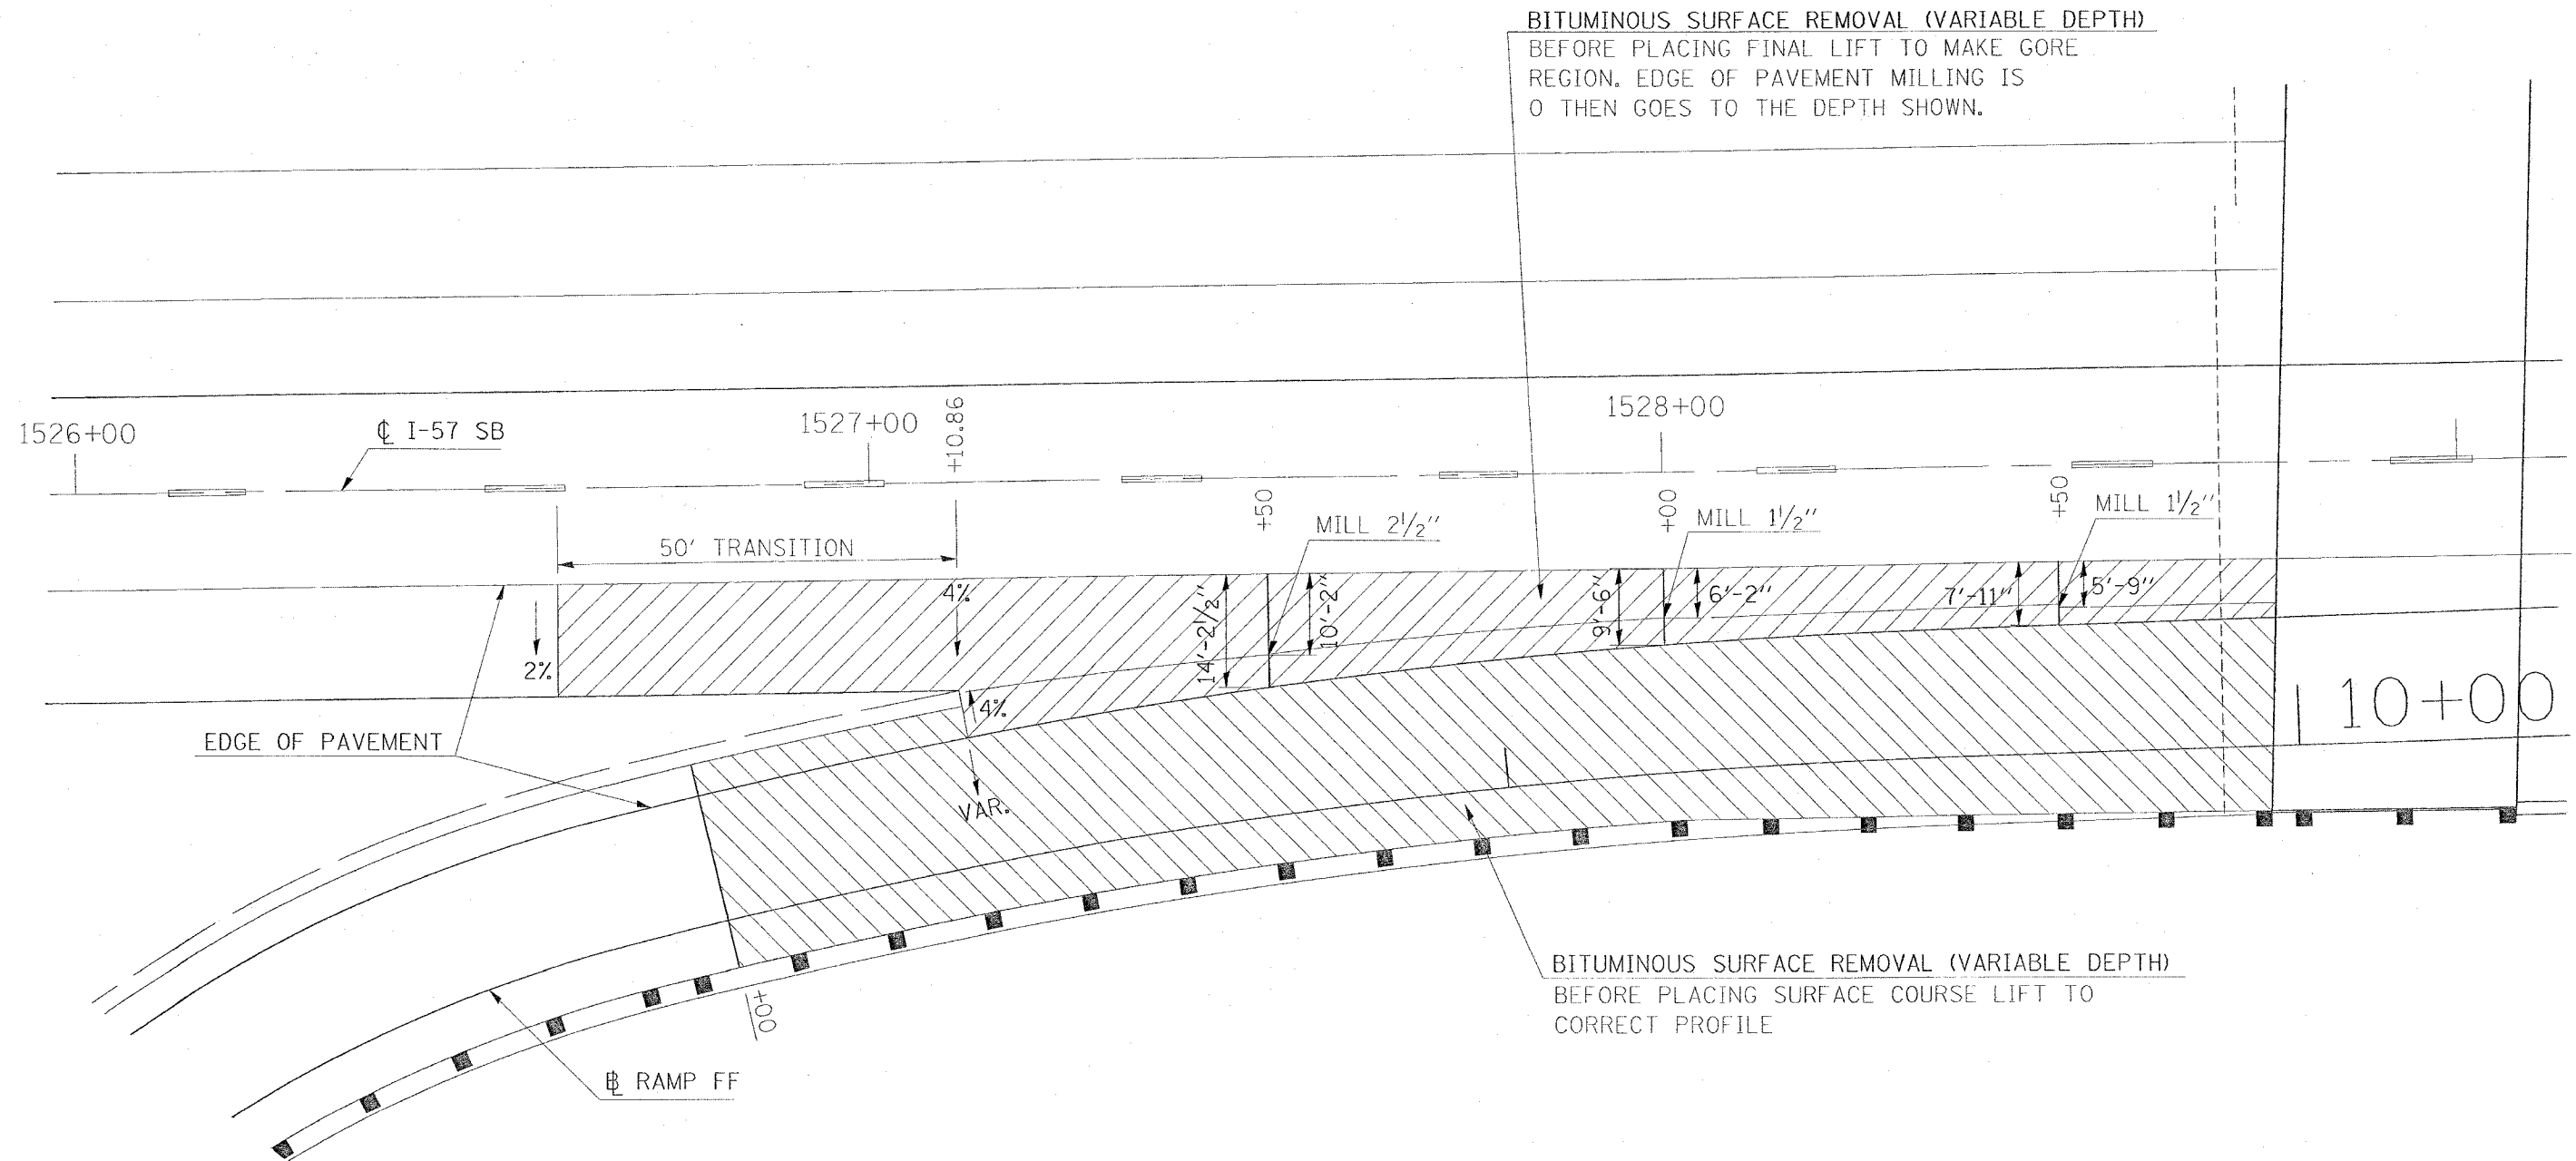 BITUMINOUS SURFACE REMOVAL (VARIABLE DEPTH)
BEFORE PLACING FINAL LIFT TO MAKE GORE
REGION. EDGE OF PAVEMENT MILLING IS
0 THEN GOES TO THE DEPTH SHOWN.
1526+00
℄ I-57 SB
1527+00
+10.86
1528+00
+50
MILL 2½"
+00
MILL 1½"
+50
MILL 1½"
50' TRANSITION
2%
4%
14'-2½"
10'-2"
9'-6"
6'-2"
7'-11"
5'-9"
4%
EDGE OF PAVEMENT
VAR.
10+00
+00
BITUMINOUS SURFACE REMOVAL (VARIABLE DEPTH)
BEFORE PLACING SURFACE COURSE LIFT TO
CORRECT PROFILE
BL RAMP FF